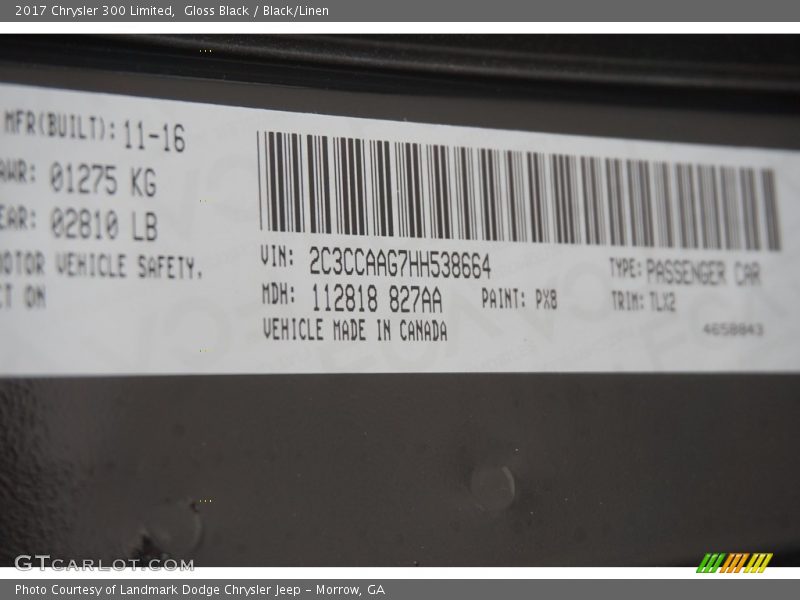 2017 Chrysler 300 Limited, Gloss Black / Black/Linen
MFR(BUILT): 11-16
AWR: 01275 KG
EAR: 02810 LB
MOTOR VEHICLE SAFETY.
CT ON
VIN: 2C3CCAAG7HH538664
MDH: 112818 827AA
PAINT: PX8
VEHICLE MADE IN CANADA
TYPE: PASSENGER CAR
TRIM: TLX2
4658843
GTCARLOT.COM
Photo Courtesy of Landmark Dodge Chrysler Jeep – Morrow, GA